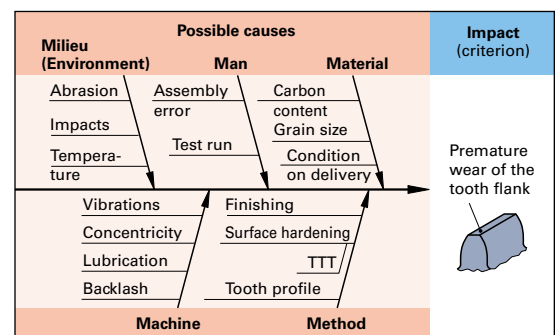 Possible causes
Impact
(criterion)
Milieu
(Environment)
Man
Material
Abrasion
Impacts
Tempera-
ture
Assembly
error
Test run
Carbon
content
Grain size
Condition
on delivery
Premature
wear of the
tooth flank
Vibrations
Concentricity
Lubrication
Backlash
Finishing
Surface hardening
TTT
Tooth profile
Machine
Method